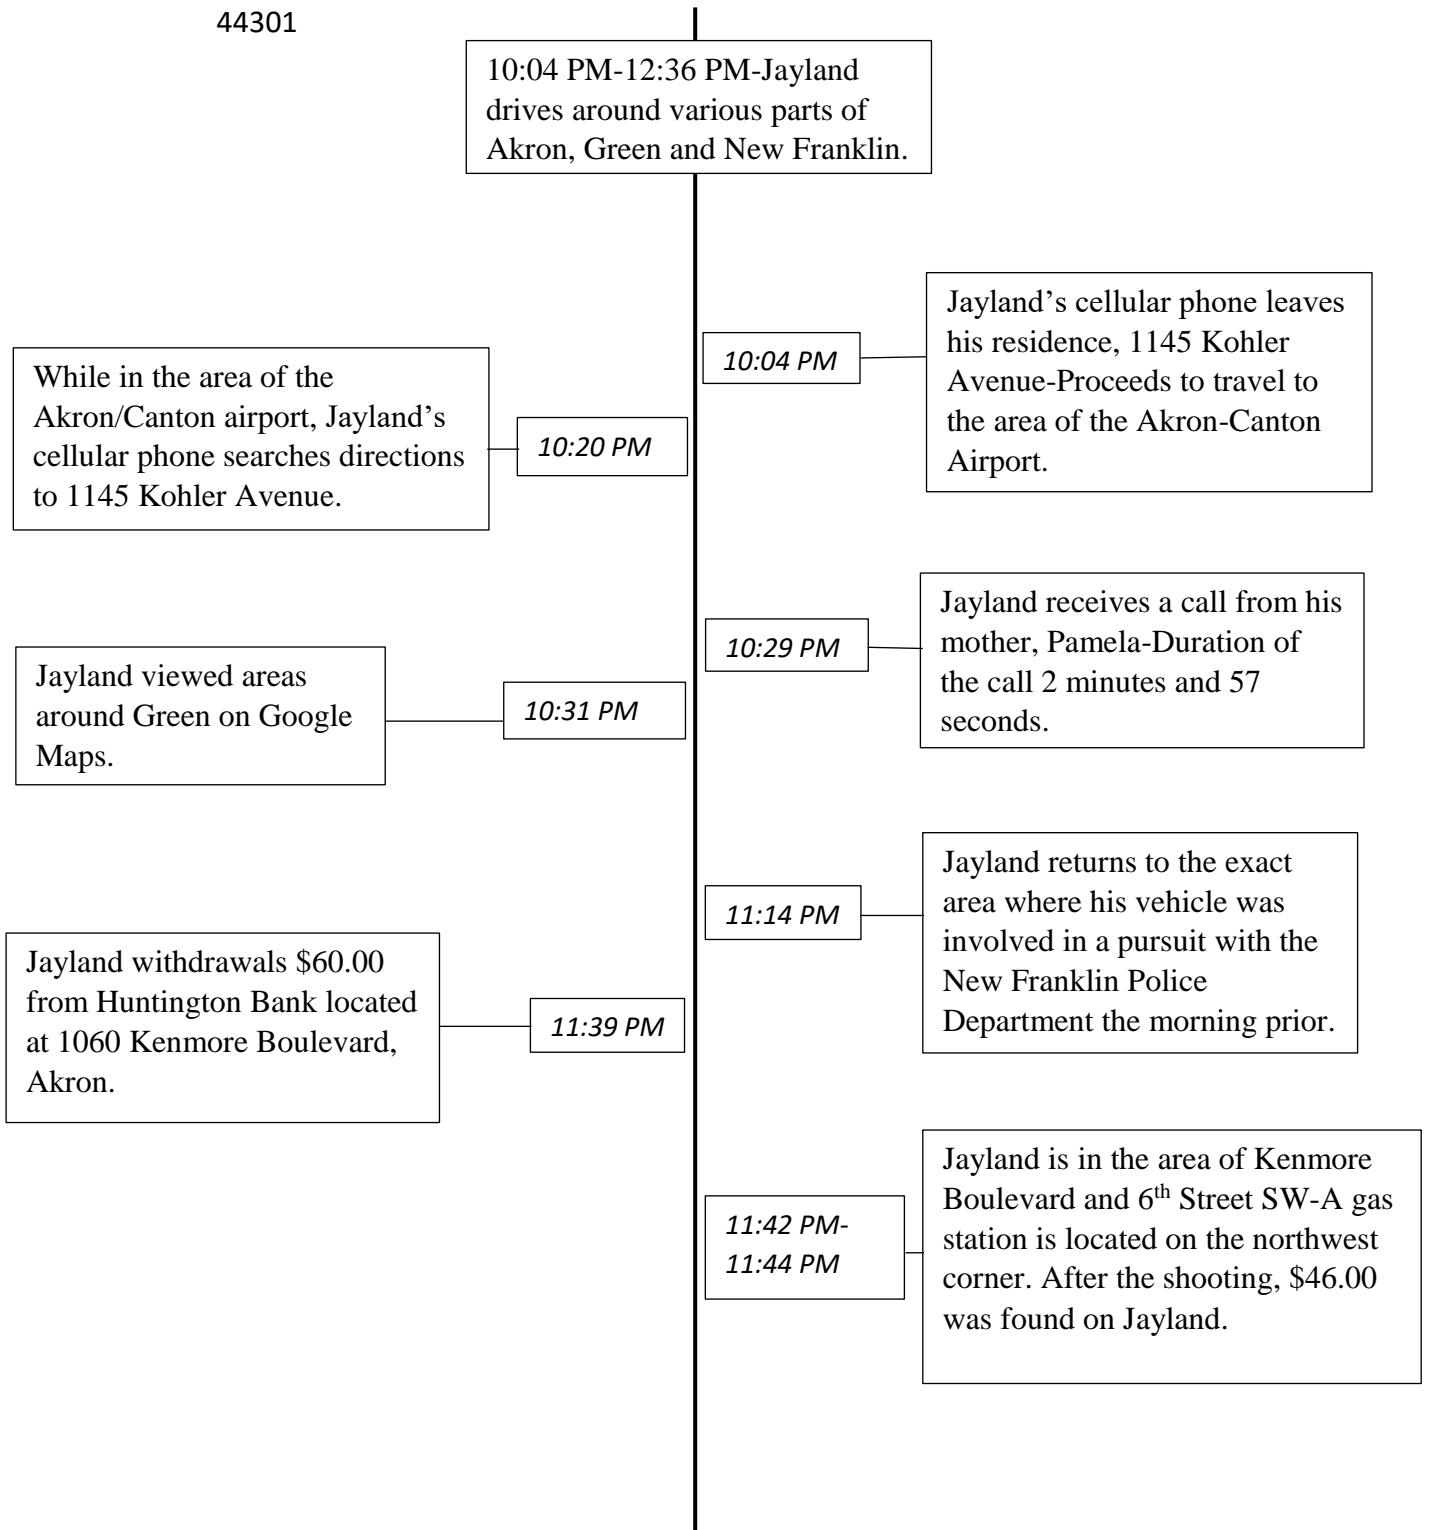 44301
10:04 PM-12:36 PM-Jayland
drives around various parts of
Akron, Green and New Franklin.
10:04 PM
Jayland’s cellular phone leaves
his residence, 1145 Kohler
Avenue-Proceeds to travel to
the area of the Akron-Canton
Airport.
While in the area of the
Akron/Canton airport, Jayland’s
cellular phone searches directions
to 1145 Kohler Avenue.
10:20 PM
10:29 PM
Jayland receives a call from his
mother, Pamela-Duration of
the call 2 minutes and 57
seconds.
Jayland viewed areas
around Green on Google
Maps.
10:31 PM
11:14 PM
Jayland returns to the exact
area where his vehicle was
involved in a pursuit with the
New Franklin Police
Department the morning prior.
Jayland withdrawals $60.00
from Huntington Bank located
at 1060 Kenmore Boulevard,
Akron.
11:39 PM
11:42 PM-
11:44 PM
Jayland is in the area of Kenmore
Boulevard and 6th Street SW-A gas
station is located on the northwest
corner. After the shooting, $46.00
was found on Jayland.